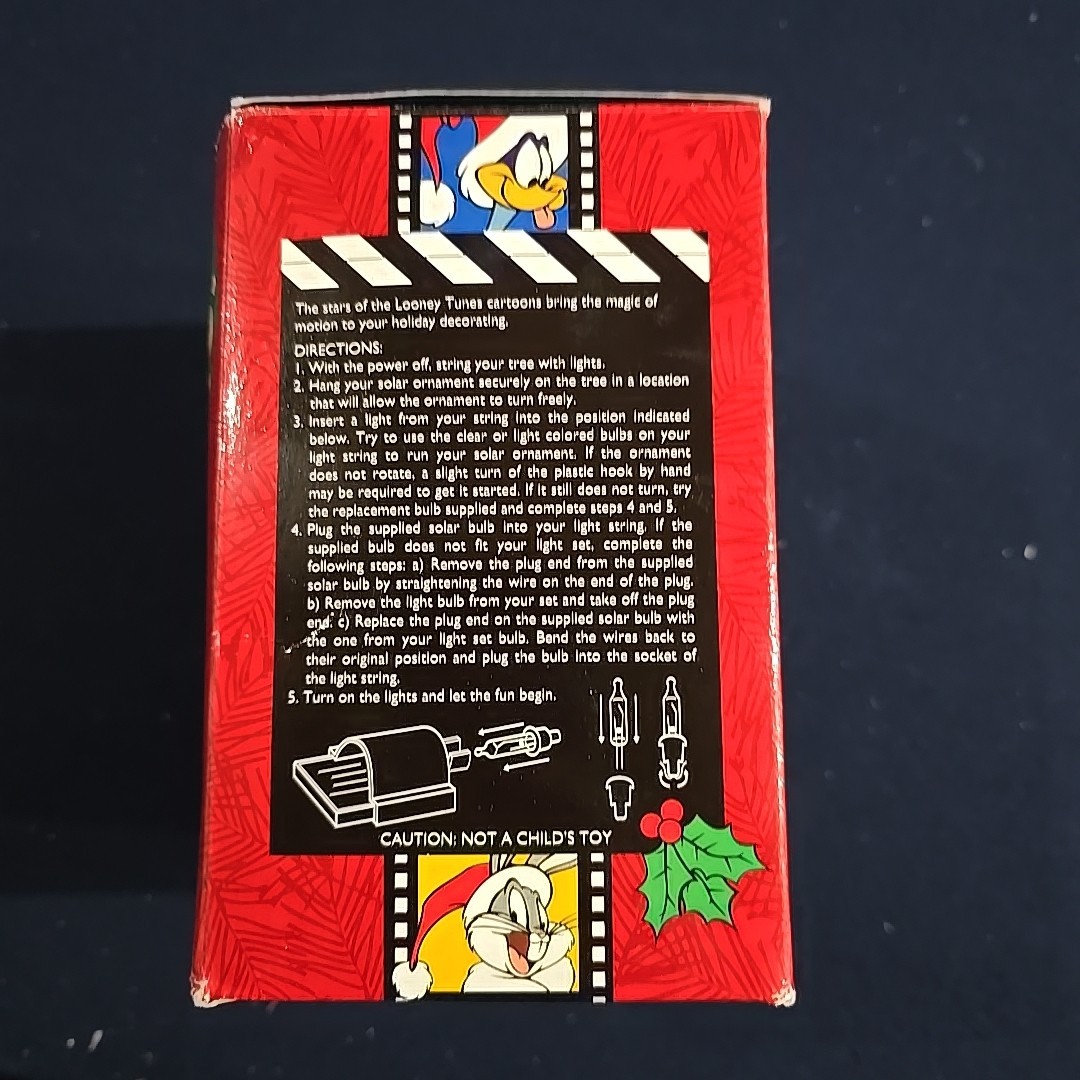 The stars of the Looney Tunes cartoons bring the magic of
motion to your holiday decorating.
DIRECTIONS:
1. With the power off, string your tree with lights.
2. Hang your solar ornament securely on the tree in a location
that will allow the ornament to turn freely.
3. Insert a light from your string into the position indicated
below. Try to use the clear or light colored bulbs on your
light string to run your solar ornament. If the ornament
does not rotate, a slight turn of the plastic hook by hand
may be required to get it started. If it still does not turn, try
the replacement bulb supplied and complete steps 4 and 5.
4. Plug the supplied solar bulb into your light string. If the
supplied bulb does not fit your light set, complete the
following steps: a) Remove the plug end from the supplied
solar bulb by straightening the wire on the end of the plug.
b) Remove the light bulb from your set and take off the plug
end. c) Replace the plug end on the supplied solar bulb with
the one from your light set bulb. Bend the wires back to
their original position and plug the bulb into the socket of
the light string.
5. Turn on the lights and let the fun begin.
CAUTION: NOT A CHILD'S TOY